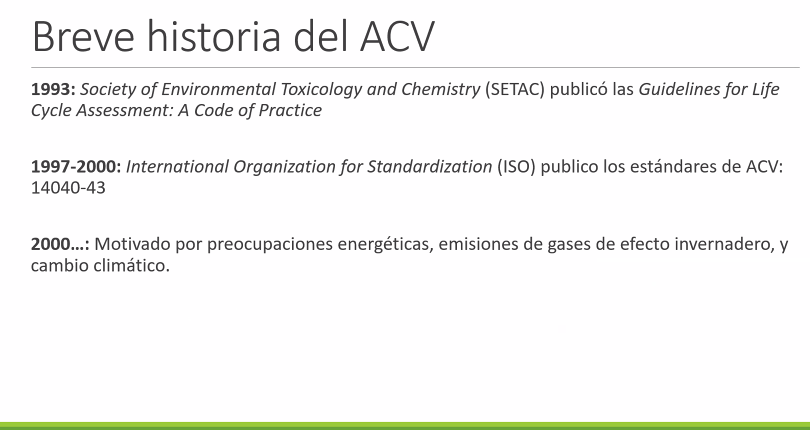 Breve historia del ACV
1993: Society of Environmental Toxicology and Chemistry (SETAC) publicó las Guidelines for Life
Cycle Assessment: A Code of Practice
1997-2000: International Organization for Standardization (ISO) publico los estándares de ACV:
14040-43
2000...: Motivado por preocupaciones energéticas, emisiones de gases de efecto invernadero, y
cambio climático.